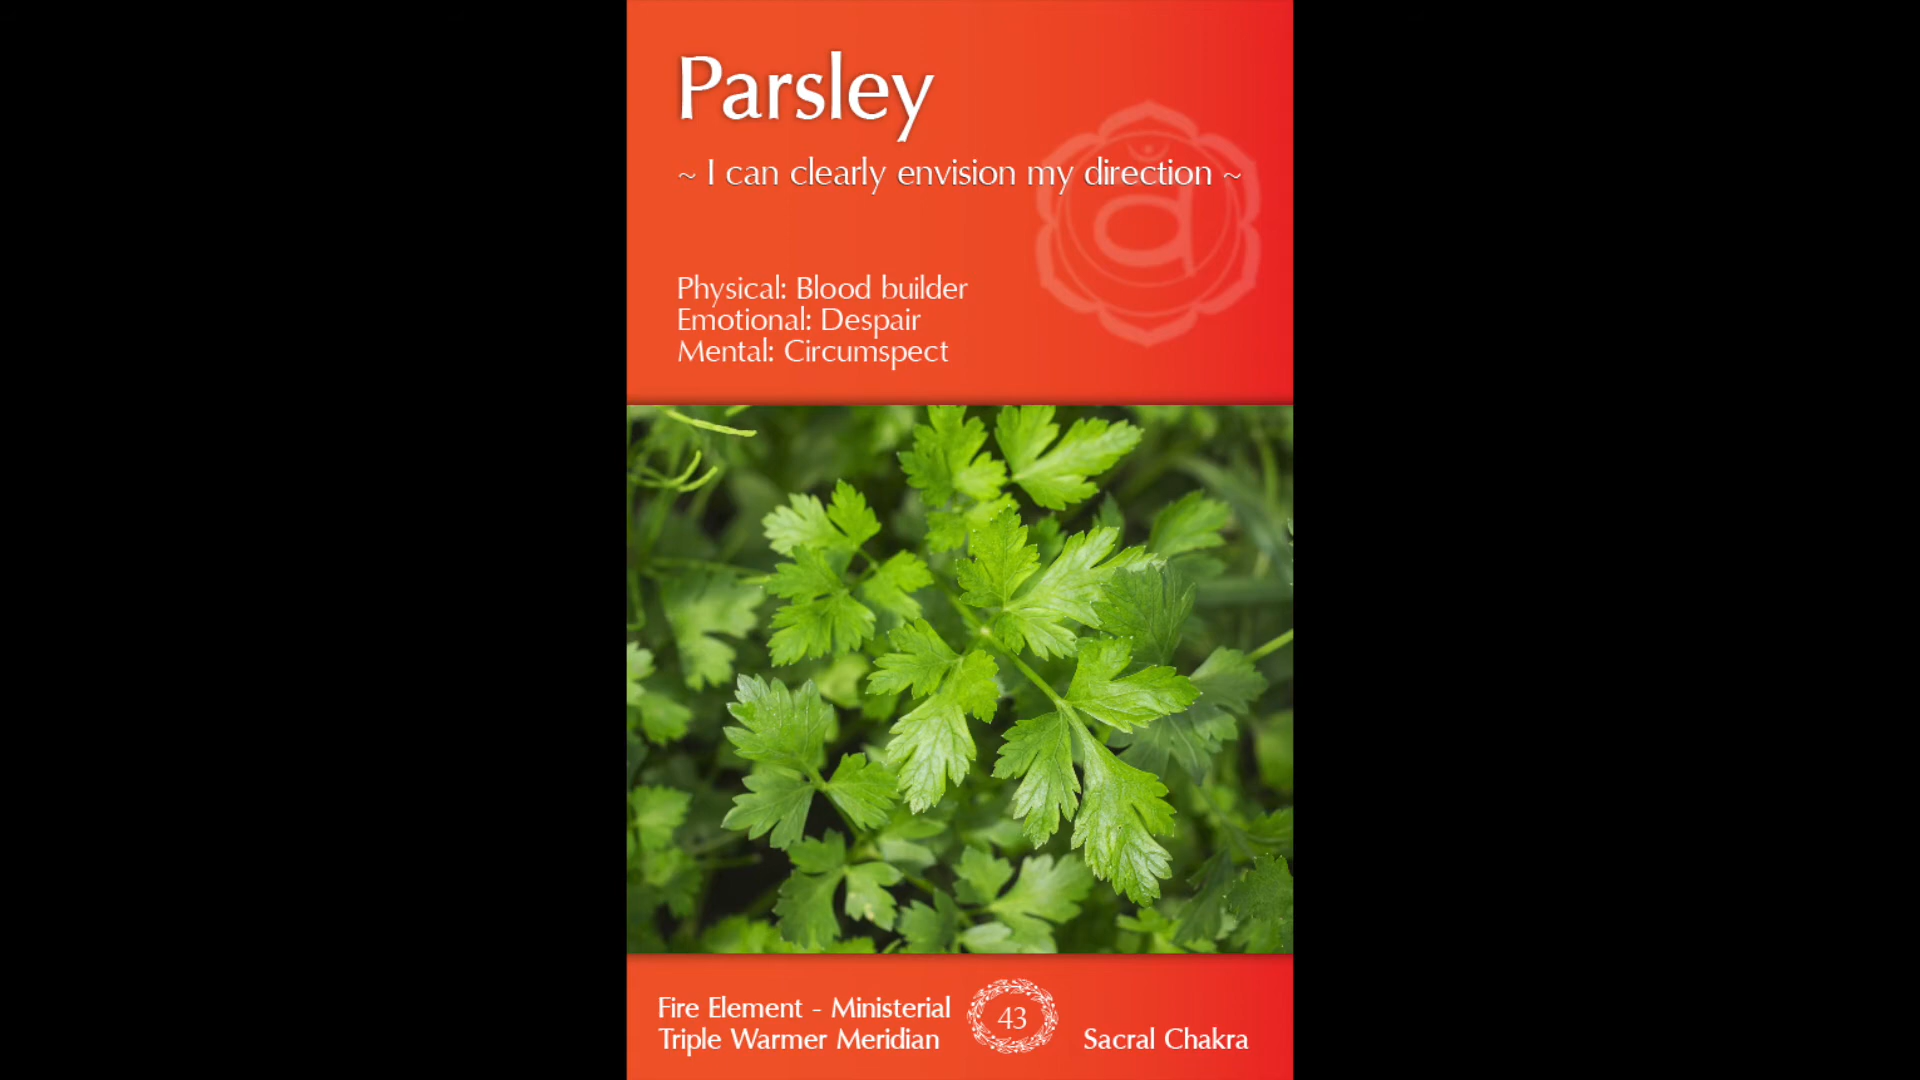 Parsley
~ I can clearly envision my direction ~
Physical: Blood builder
Emotional: Despair
Mental: Circumspect
Fire Element - Ministerial
Triple Warmer Meridian
43
Sacral Chakra